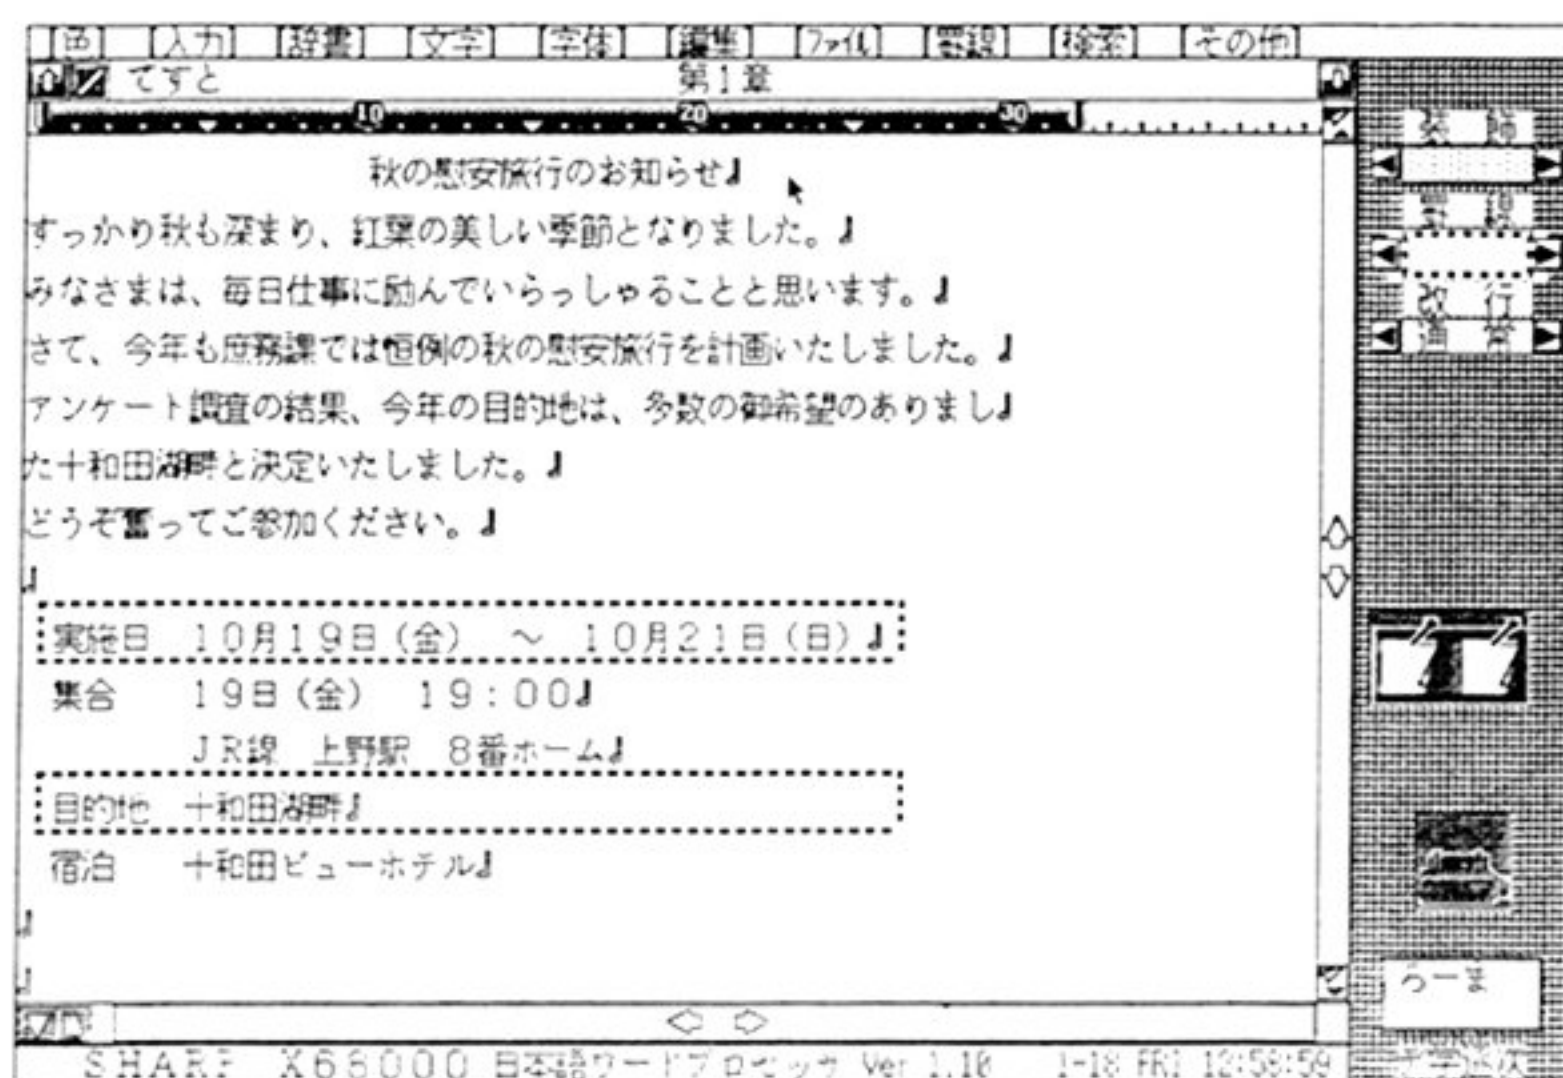 [色] [入力] [辞書] [文字] [字体] [編集] [ファイル] [罫線] [検索] [その他]
てすと 第1章
10 20 30
秋の慰安旅行のお知らせ
すっかり秋も深まり、紅葉の美しい季節となりました。
みなさまは、毎日仕事に励んでいらっしゃることと思います。
さて、今年も庶務課では恒例の秋の慰安旅行を計画いたしました。
アンケート調査の結果、今年の目的地は、多数の御希望のありまし
た十和田湖畔と決定いたしました。
どうぞ奮ってご参加ください。
実施日 10月19日(金) ~ 10月21日(日)
集合 19日(金) 19:00
JR線 上野駅 8番ホーム
目的地 十和田湖畔
宿泊 十和田ビューホテル
装飾
罫線
改行
通常
ろーま
SHARP X68000 日本語ワードプロセッサ Ver 1.10 1-18 FRI 12:58:59